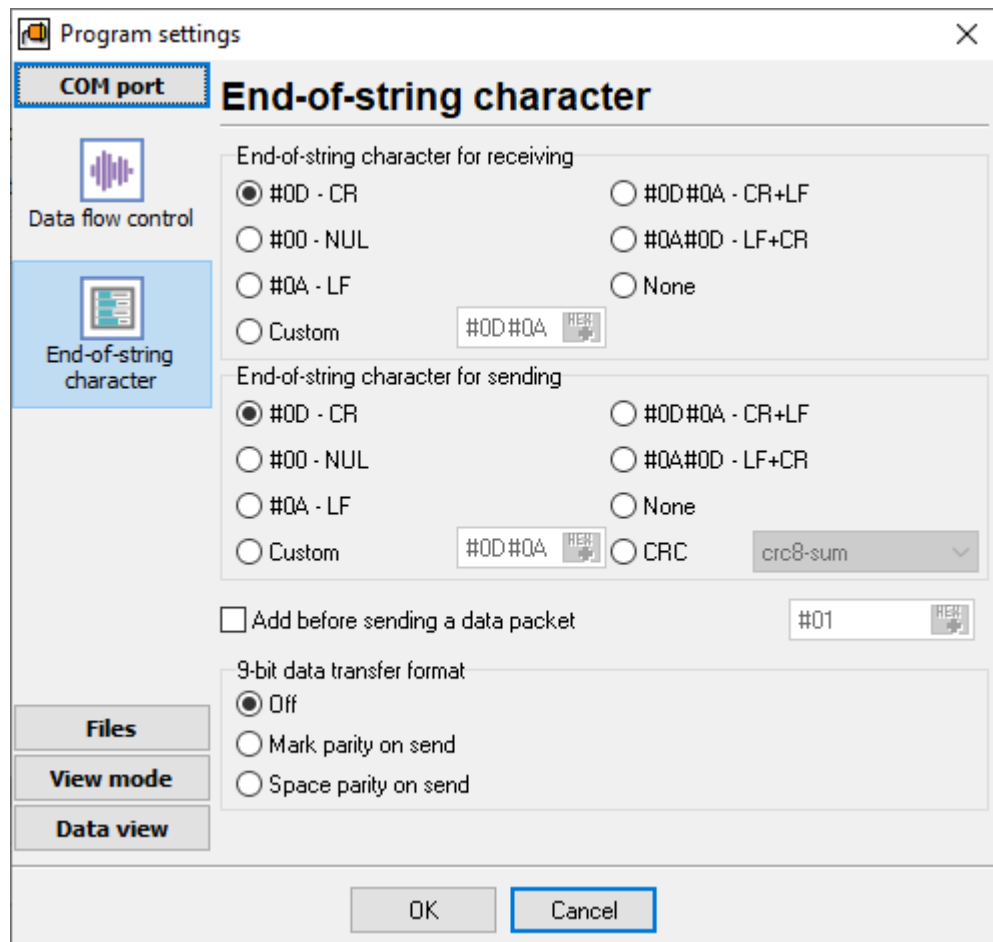 Program settings
COM port
Data flow control
End-of-string
character
Files
View mode
Data view
End-of-string character
End-of-string character for receiving
#0D - CR
#0D#0A - CR+LF
#00 - NUL
#0A#0D - LF+CR
#0A - LF
None
Custom
#0D#0A
HEX
End-of-string character for sending
#0D - CR
#0D#0A - CR+LF
#00 - NUL
#0A#0D - LF+CR
#0A - LF
None
Custom
#0D#0A
HEX
CRC
crc8-sum
Add before sending a data packet
#01
HEX
9-bit data transfer format
Off
Mark parity on send
Space parity on send
OK
Cancel